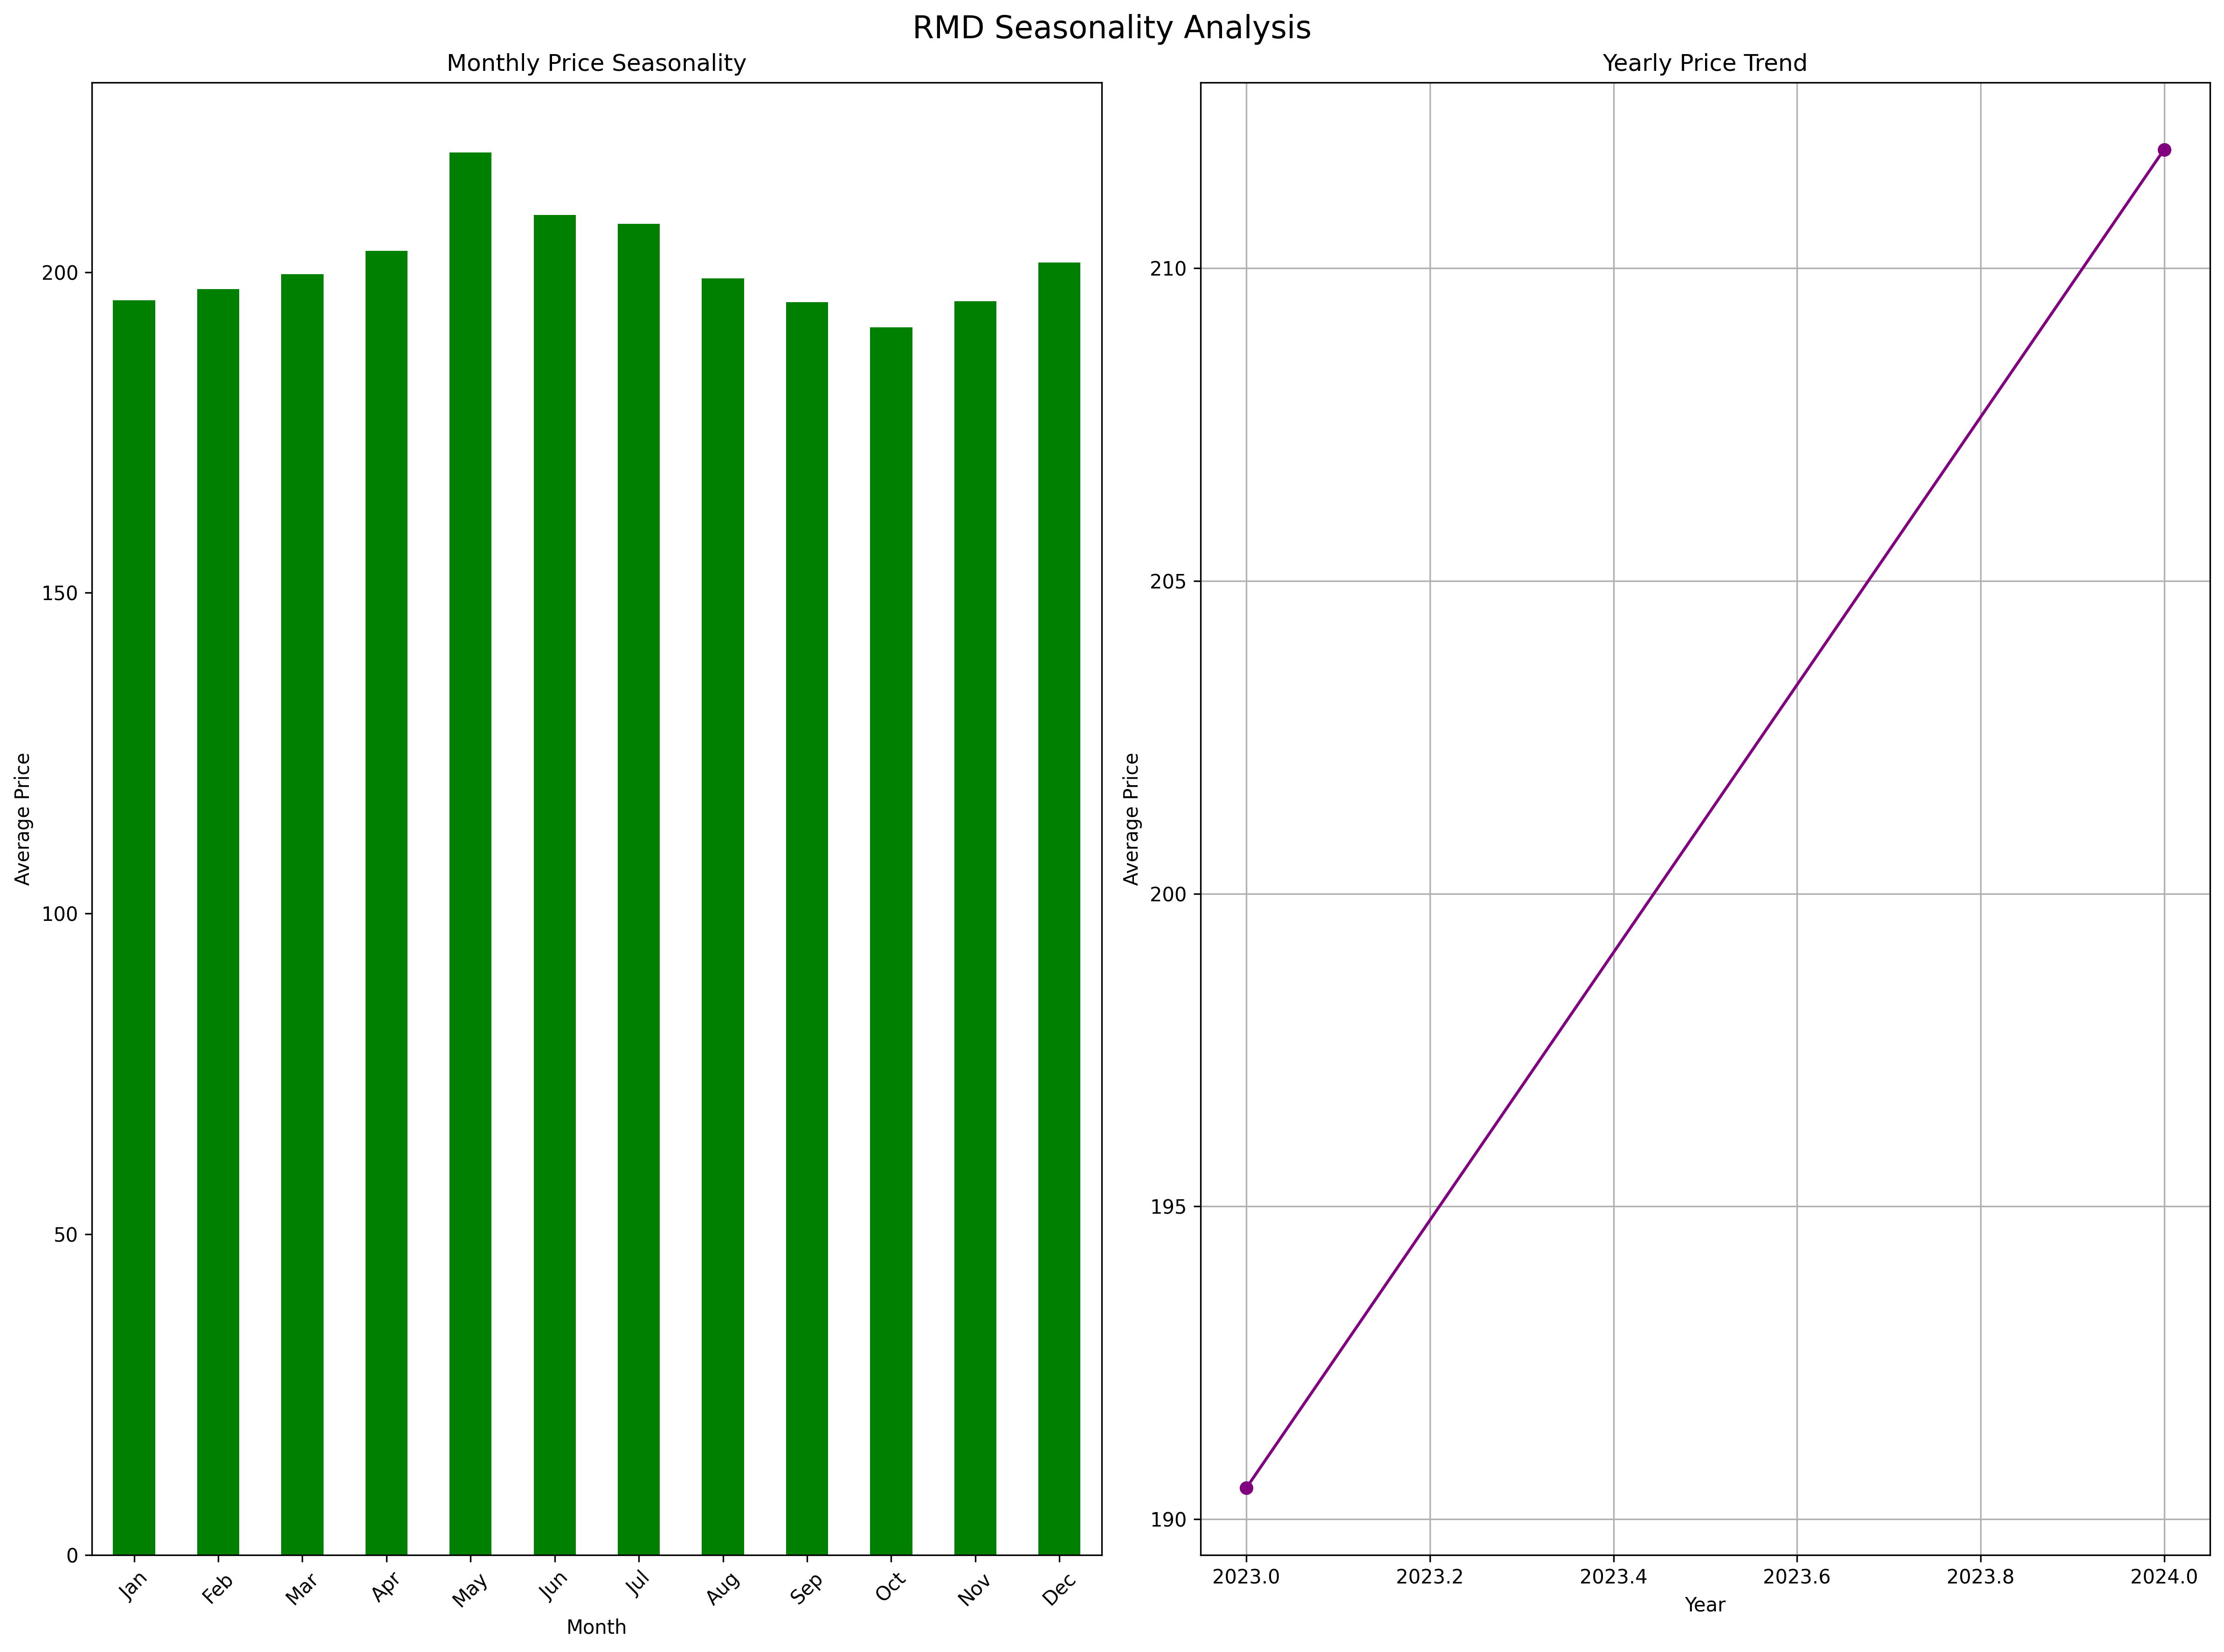 RMD Seasonality Analysis
Monthly Price Seasonality
Average Price
200
150
100
50
0
Jan Feb Mar Apr May Jun Jul Aug Sep Oct Nov Dec
Month
Yearly Price Trend
Average Price
210
205
200
195
190
2023.0 2023.2 2023.4 2023.6 2023.8 2024.0
Year